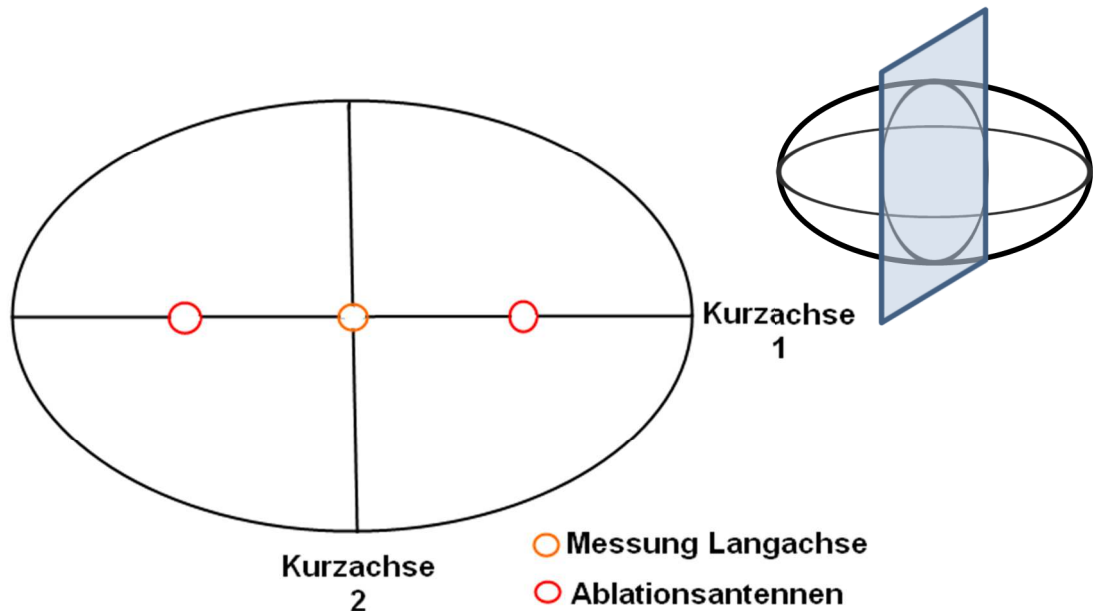 Kurzachse
1
Kurzachse
2
Messung Langachse
Ablationsantennen